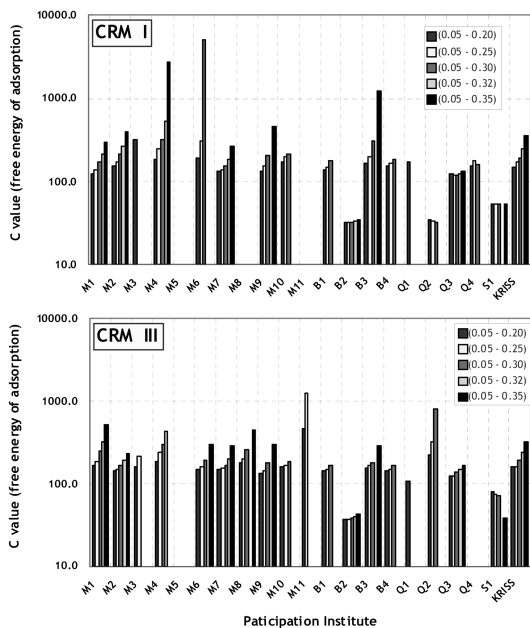 CRM I
C value (free energy of adsorption)
10000.0
1000.0
100.0
10.0
(0.05 - 0.20)
(0.05 - 0.25)
(0.05 - 0.30)
(0.05 - 0.32)
(0.05 - 0.35)
M1 M2 M3 M4 M5 M6 M7 M8 M9 M10 M11 B1 B2 B3 B4 Q1 Q2 Q3 Q4 S1 KRISS
CRM III
C value (free energy of adsorption)
10000.0
1000.0
100.0
10.0
(0.05 - 0.20)
(0.05 - 0.25)
(0.05 - 0.30)
(0.05 - 0.32)
(0.05 - 0.35)
M1 M2 M3 M4 M5 M6 M7 M8 M9 M10 M11 B1 B2 B3 B4 Q1 Q2 Q3 Q4 S1 KRISS
Paticipation Institute